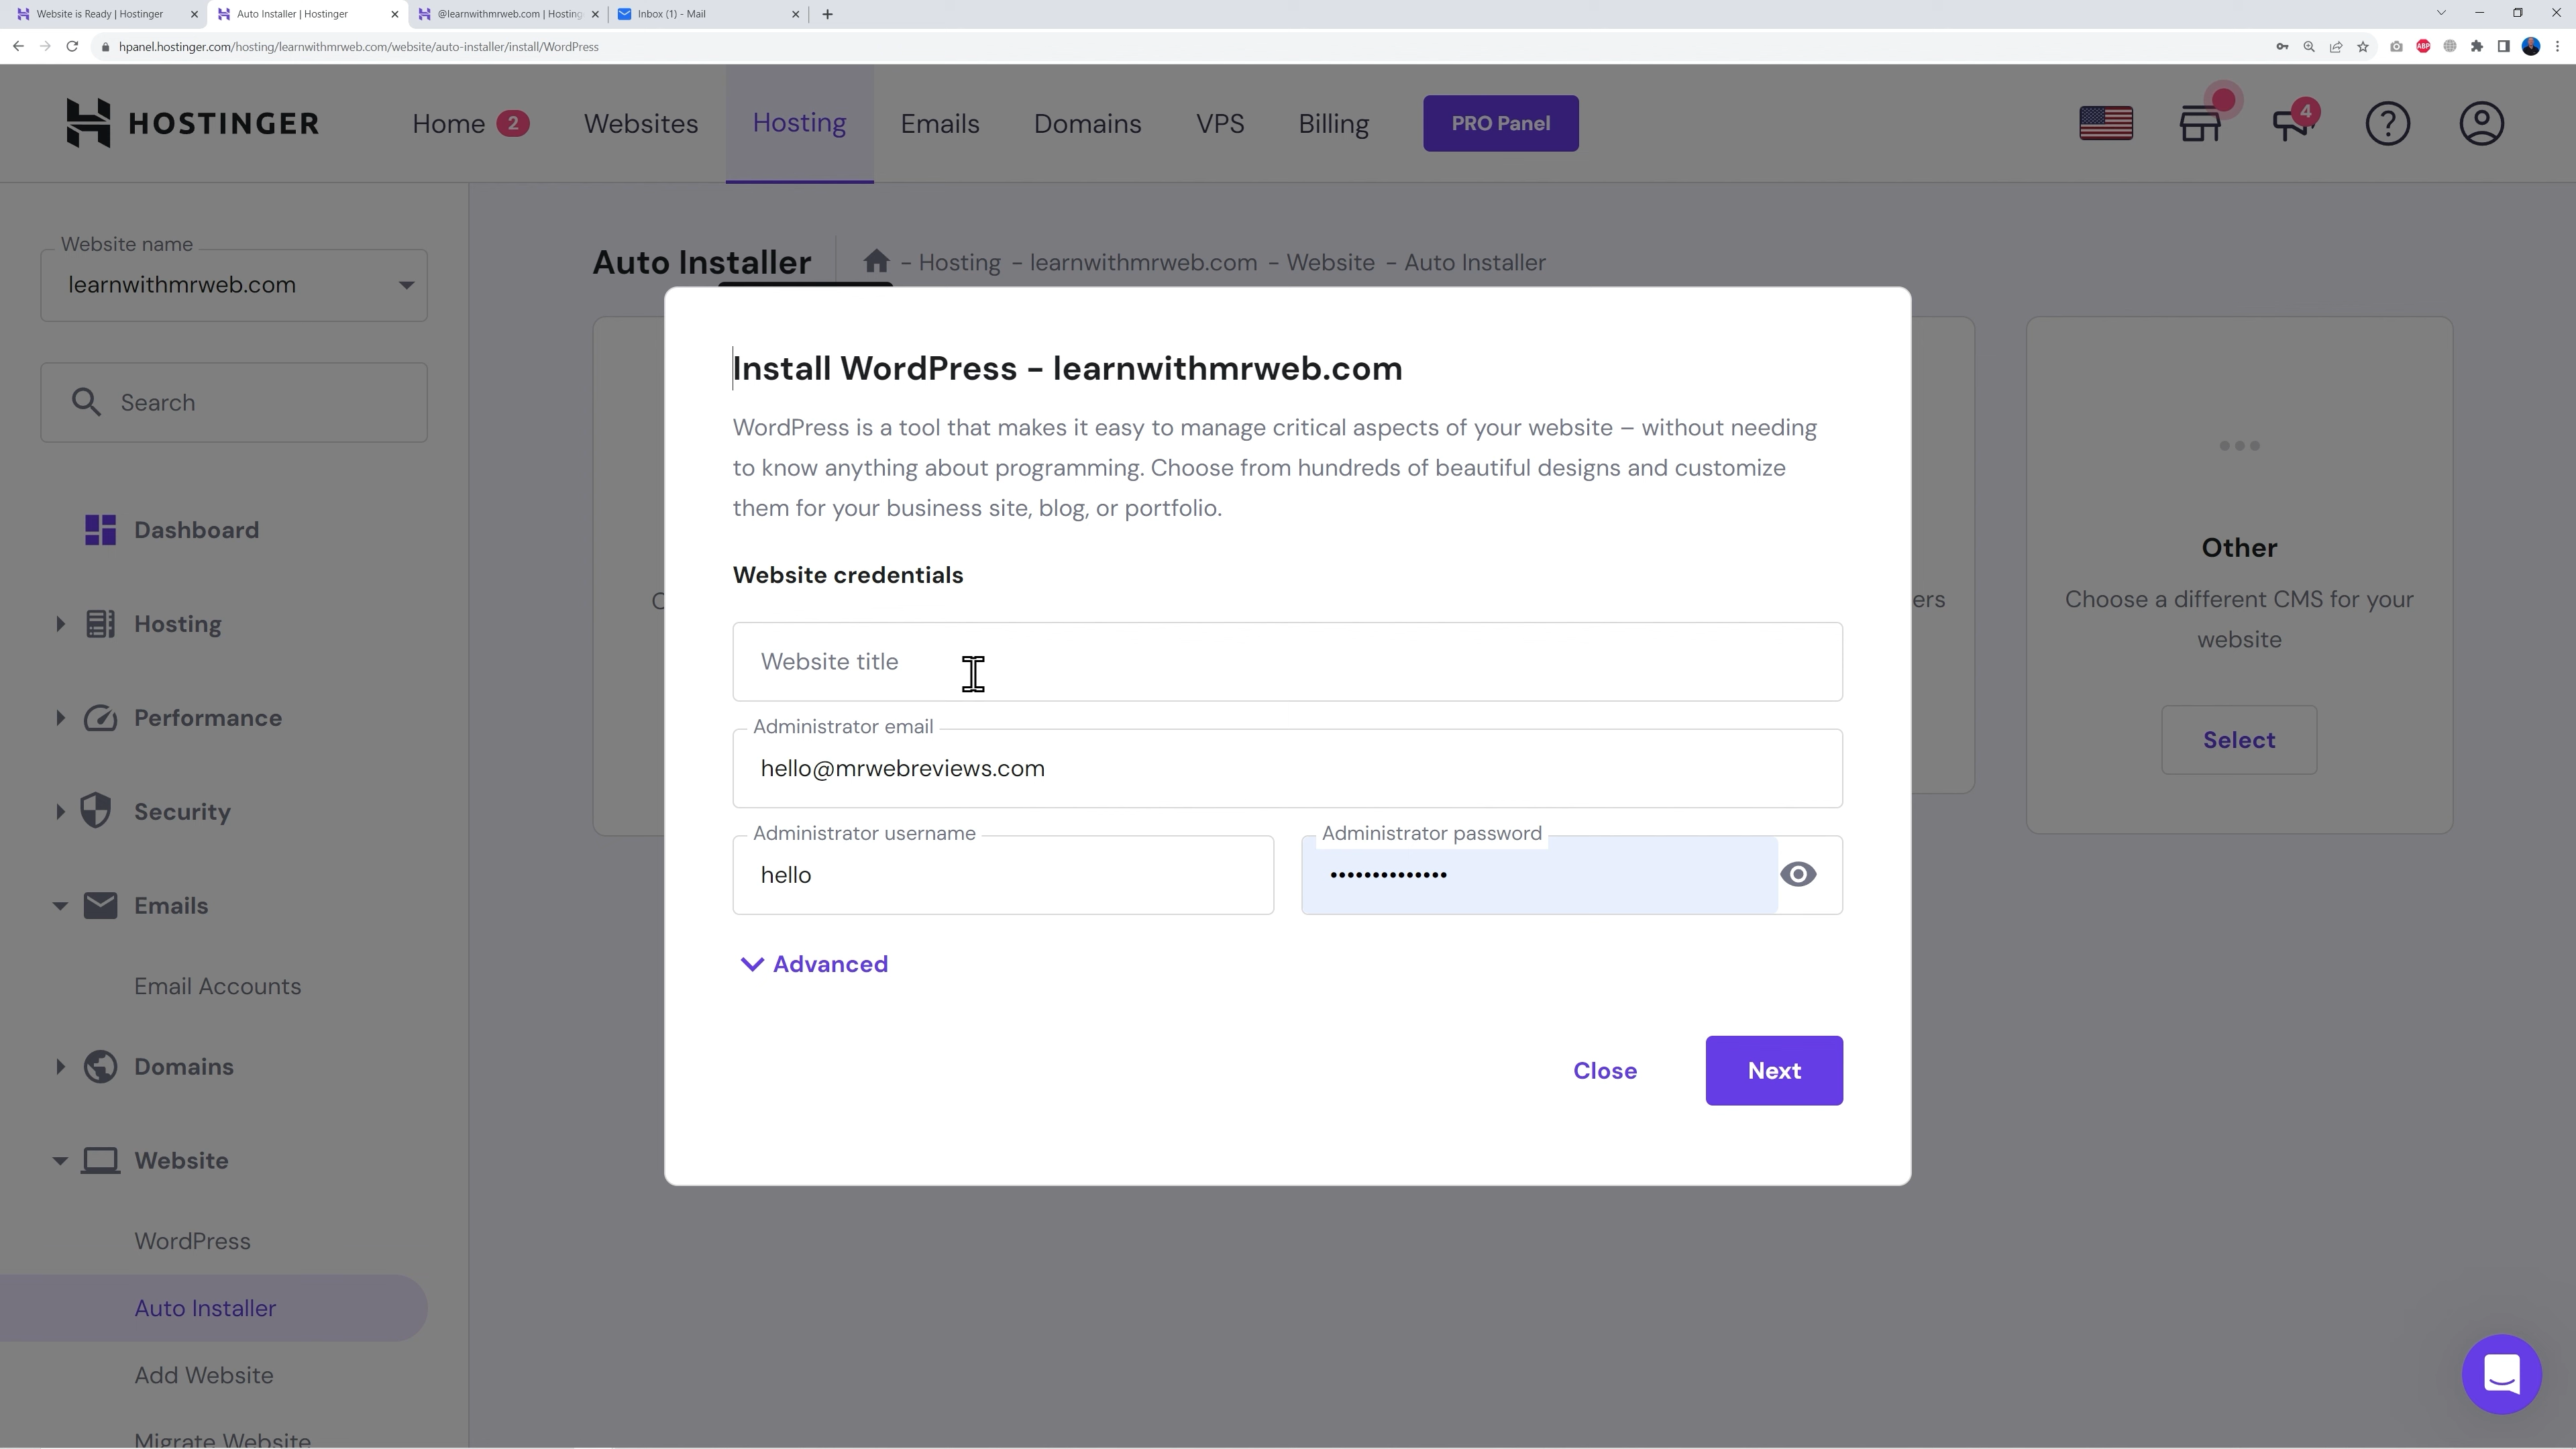 Website is Ready | Hostinger
Auto Installer | Hostinger
@learnwithmrweb.com | Hosting
Inbox (1) - Mail
hpanel.hostinger.com/hosting/learnwithmrweb.com/website/auto-installer/install/WordPress
ABP
HOSTINGER
Home 2
Websites
Hosting
Emails
Domains
VPS
Billing
PRO Panel
4
Website name
learnwithmrweb.com
Search
Dashboard
Hosting
Performance
Security
Emails
Email Accounts
Domains
Website
WordPress
Auto Installer
Add Website
Migrate Website
Auto Installer
- Hosting - learnwithmrweb.com - Website - Auto Installer
Install WordPress – learnwithmrweb.com
WordPress is a tool that makes it easy to manage critical aspects of your website – without needing
to know anything about programming. Choose from hundreds of beautiful designs and customize
them for your business site, blog, or portfolio.
Website credentials
Website title
Administrator email
hello@mrwebreviews.com
Administrator username
hello
Administrator password
••••••••••••••
Advanced
Close
Next
ers
Other
Choose a different CMS for your
website
Select